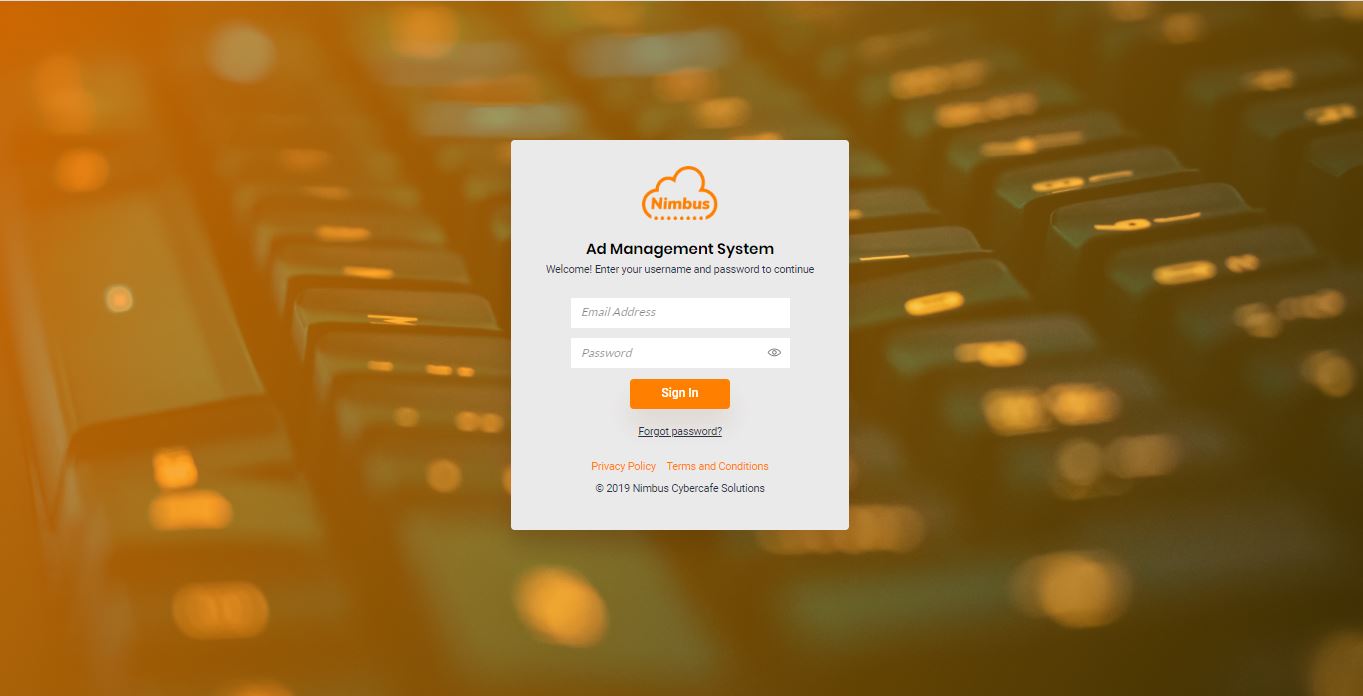 Nimbus
Ad Management System
Welcome! Enter your username and password to continue
Email Address
Password
Sign In
Forgot password?
Privacy Policy Terms and Conditions
© 2019 Nimbus Cybercafe Solutions